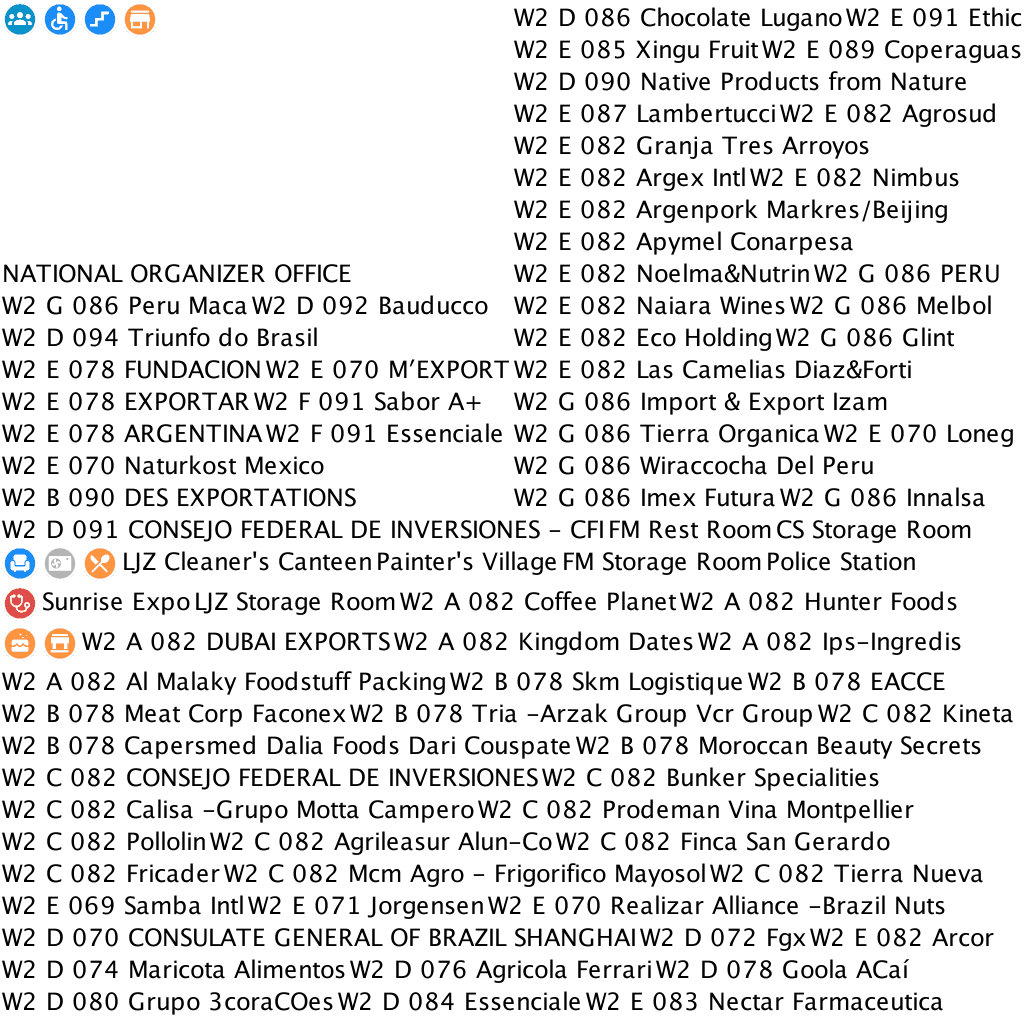 W2 D 086 Chocolate Lugano W2 E 091 Ethic
W2 E 085 Xingu Fruit W2 E 089 Coperaguas
W2 D 090 Native Products from Nature
W2 E 087 Lambertucci W2 E 082 Agrosud
W2 E 082 Granja Tres Arroyos
W2 E 082 Argex Intl W2 E 082 Nimbus
W2 E 082 Argenpork Markres/Beijing
W2 E 082 Apymel Conarpesa
NATIONAL ORGANIZER OFFICE W2 E 082 Noelma&Nutrin W2 G 086 PERU
W2 G 086 Peru Maca W2 D 092 Bauducco W2 E 082 Naiara Wines W2 G 086 Melbol
W2 D 094 Triunfo do Brasil W2 E 082 Eco Holding W2 G 086 Glint
W2 E 078 FUNDACION W2 E 070 M’EXPORT W2 E 082 Las Camelias Diaz&Forti
W2 E 078 EXPORTAR W2 F 091 Sabor A+ W2 G 086 Import & Export Izam
W2 E 078 ARGENTINA W2 F 091 Essenciale W2 G 086 Tierra Organica W2 E 070 Loneg
W2 E 070 Naturkost Mexico W2 G 086 Wiraccocha Del Peru
W2 B 090 DES EXPORTATIONS W2 G 086 Imex Futura W2 G 086 Innalsa
W2 D 091 CONSEJO FEDERAL DE INVERSIONES - CFI FM Rest Room CS Storage Room
LJZ Cleaner's Canteen Painter's Village FM Storage Room Police Station
Sunrise Expo LJZ Storage Room W2 A 082 Coffee Planet W2 A 082 Hunter Foods
W2 A 082 DUBAI EXPORTS W2 A 082 Kingdom Dates W2 A 082 Ips-Ingredis
W2 A 082 Al Malaky Foodstuff Packing W2 B 078 Skm Logistique W2 B 078 EACCE
W2 B 078 Meat Corp Faconex W2 B 078 Tria -Arzak Group Vcr Group W2 C 082 Kineta
W2 B 078 Capersmed Dalia Foods Dari Couspate W2 B 078 Moroccan Beauty Secrets
W2 C 082 CONSEJO FEDERAL DE INVERSIONES W2 C 082 Bunker Specialities
W2 C 082 Calisa -Grupo Motta Campero W2 C 082 Prodeman Vina Montpellier
W2 C 082 Pollolin W2 C 082 Agrileasur Alun-Co W2 C 082 Finca San Gerardo
W2 C 082 Fricader W2 C 082 Mcm Agro - Frigorifico Mayosol W2 C 082 Tierra Nueva
W2 E 069 Samba Intl W2 E 071 Jorgensen W2 E 070 Realizar Alliance -Brazil Nuts
W2 D 070 CONSULATE GENERAL OF BRAZIL SHANGHAI W2 D 072 Fgx W2 E 082 Arcor
W2 D 074 Maricota Alimentos W2 D 076 Agricola Ferrari W2 D 078 Goola ACaí
W2 D 080 Grupo 3coraCOes W2 D 084 Essenciale W2 E 083 Nectar Farmaceutica